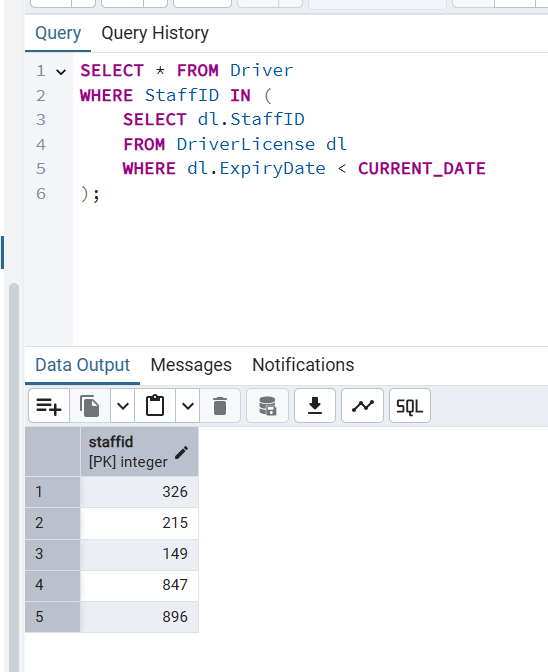 Query Query History
1 SELECT * FROM Driver
2 WHERE StaffID IN (
3 SELECT dl.StaffID
4 FROM DriverLicense dl
5 WHERE dl.ExpiryDate < CURRENT_DATE
6 );
Data Output Messages Notifications
SQL
staffid
[PK] integer
1 326
2 215
3 149
4 847
5 896